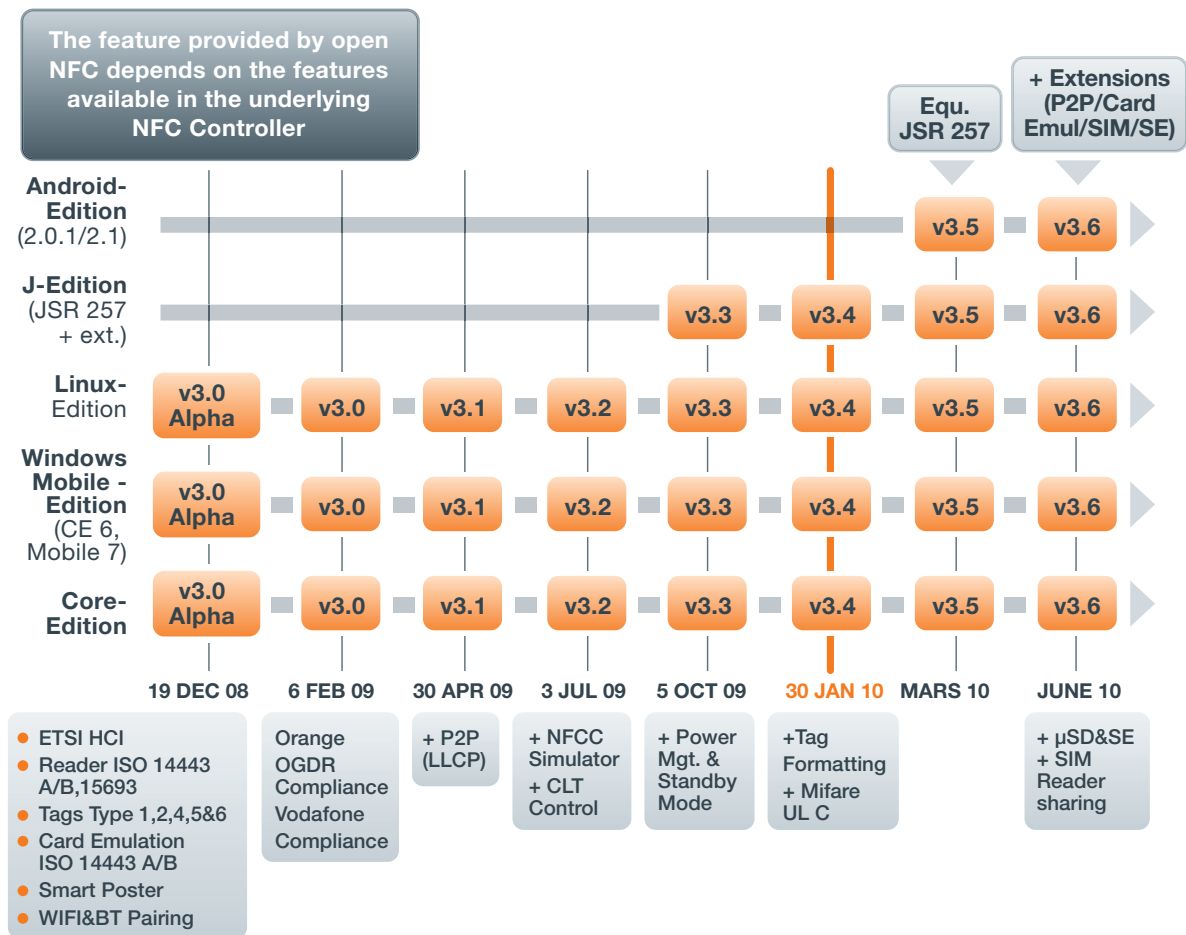 The feature provided by open
NFC depends on the features
available in the underlying
NFC Controller
Equ.
JSR 257
+ Extensions
(P2P/Card
Emul/SIM/SE)
Android-
Edition
(2.0.1/2.1)
v3.5
v3.6
J-Edition
(JSR 257
+ ext.)
v3.3
v3.4
v3.5
v3.6
Linux-
Edition
v3.0
Alpha
v3.0
v3.1
v3.2
v3.3
v3.4
v3.5
v3.6
Windows
Mobile -
Edition
(CE 6,
Mobile 7)
v3.0
Alpha
v3.0
v3.1
v3.2
v3.3
v3.4
v3.5
v3.6
Core-
Edition
v3.0
Alpha
v3.0
v3.1
v3.2
v3.3
v3.4
v3.5
v3.6
19 DEC 08
6 FEB 09
30 APR 09
3 JUL 09
5 OCT 09
30 JAN 10
MARS 10
JUNE 10
• ETSI HCI
• Reader ISO 14443
A/B,15693
• Tags Type 1,2,4,5&6
• Card Emulation
ISO 14443 A/B
• Smart Poster
• WIFI&BT Pairing
Orange
OGDR
Compliance
Vodafone
Compliance
+ P2P
(LLCP)
+ NFCC
Simulator
+ CLT
Control
+ Power
Mgt. &
Standby
Mode
+Tag
Formatting
+ Mifare
UL C
+ µSD&SE
+ SIM
Reader
sharing